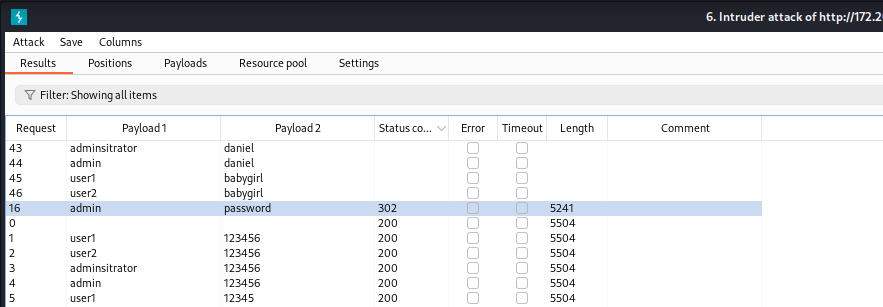 6. Intruder attack of http://172.2
Attack Save Columns
Results Positions Payloads Resource pool Settings
Filter: Showing all items
Request Payload 1 Payload 2 Status co... Error Timeout Length Comment
43 adminsitrator daniel
44 admin daniel
45 user1 babygirl
46 user2 babygirl
16 admin password 302 5241
0 200 5504
1 user1 123456 200 5504
2 user2 123456 200 5504
3 adminsitrator 123456 200 5504
4 admin 123456 200 5504
5 user1 12345 200 5504